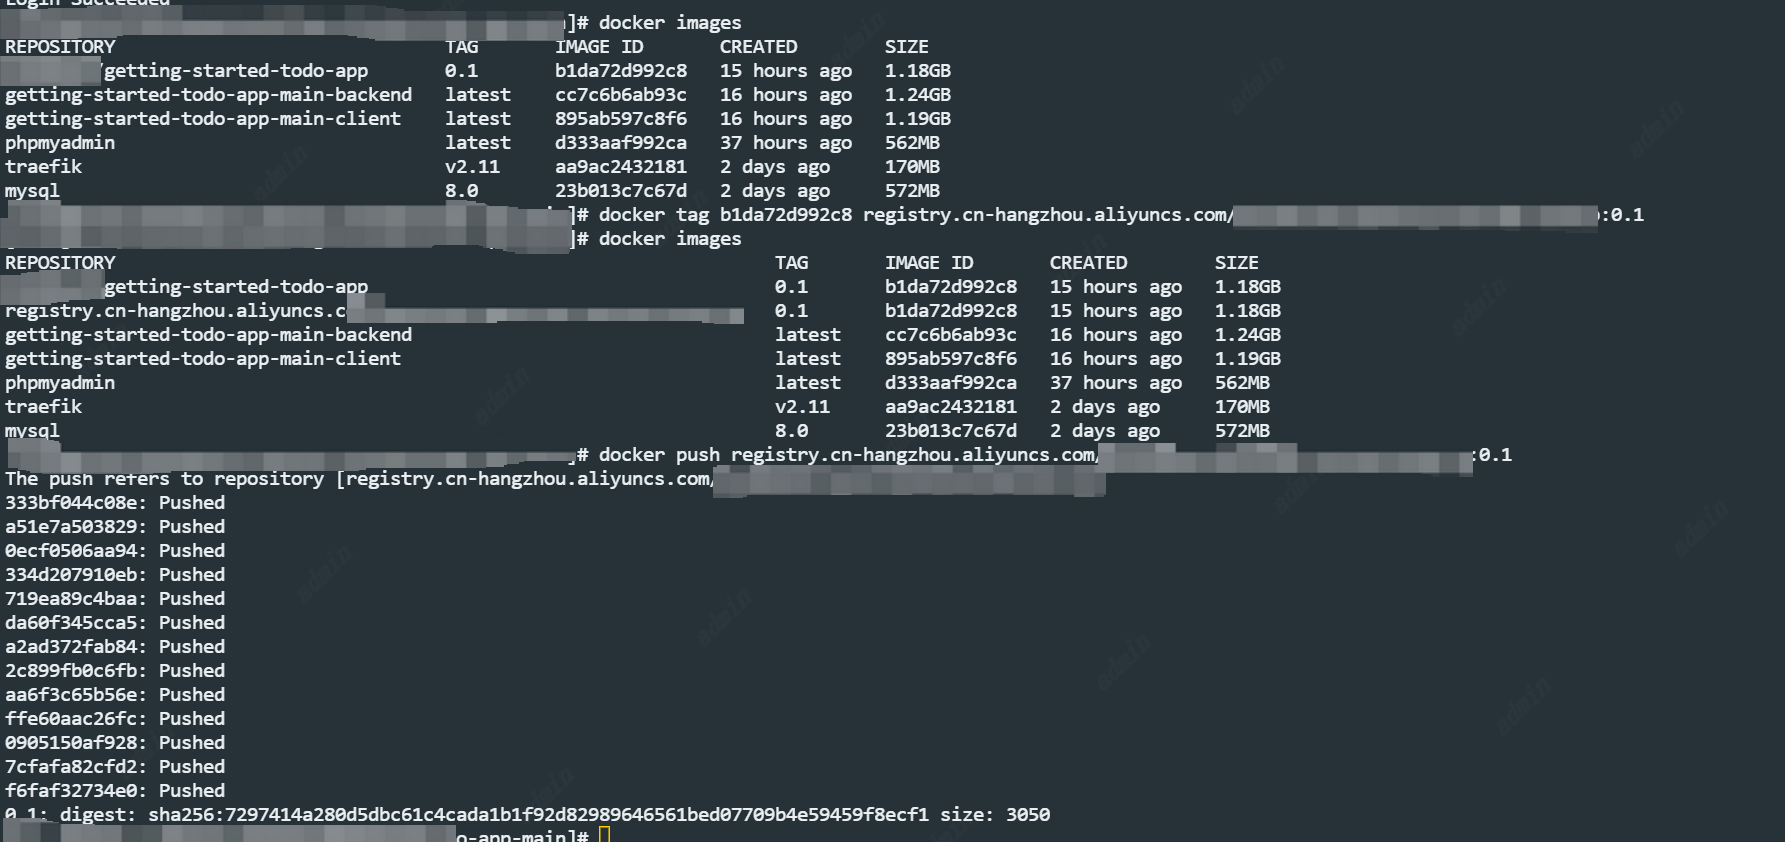 Login Succeeded
]# docker images
REPOSITORY TAG IMAGE ID CREATED SIZE
/getting-started-todo-app 0.1 b1da72d992c8 15 hours ago 1.18GB
getting-started-todo-app-main-backend latest cc7c6b6ab93c 16 hours ago 1.24GB
getting-started-todo-app-main-client latest 895ab597c8f6 16 hours ago 1.19GB
phpmyadmin latest d333aaf992ca 37 hours ago 562MB
traefik v2.11 aa9ac2432181 2 days ago 170MB
mysql 8.0 23b013c7c67d 2 days ago 572MB
]# docker tag b1da72d992c8 registry.cn-hangzhou.aliyuncs.com/ :0.1
]# docker images
REPOSITORY TAG IMAGE ID CREATED SIZE
getting-started-todo-app 0.1 b1da72d992c8 15 hours ago 1.18GB
registry.cn-hangzhou.aliyuncs.c 0.1 b1da72d992c8 15 hours ago 1.18GB
getting-started-todo-app-main-backend latest cc7c6b6ab93c 16 hours ago 1.24GB
getting-started-todo-app-main-client latest 895ab597c8f6 16 hours ago 1.19GB
phpmyadmin latest d333aaf992ca 37 hours ago 562MB
traefik v2.11 aa9ac2432181 2 days ago 170MB
mysql 8.0 23b013c7c67d 2 days ago 572MB
]# docker push registry.cn-hangzhou.aliyuncs.com/ :0.1
The push refers to repository [registry.cn-hangzhou.aliyuncs.com/
333bf044c08e: Pushed
a51e7a503829: Pushed
0ecf0506aa94: Pushed
334d207910eb: Pushed
719ea89c4baa: Pushed
da60f345cca5: Pushed
a2ad372fab84: Pushed
2c899fb0c6fb: Pushed
aa6f3c65b56e: Pushed
ffe60aac26fc: Pushed
0905150af928: Pushed
7cfafa82cfd2: Pushed
f6faf32734e0: Pushed
0.1: digest: sha256:7297414a280d5dbc61c4cada1b1f92d82989646561bed07709b4e59459f8ecf1 size: 3050
o-app-main]#